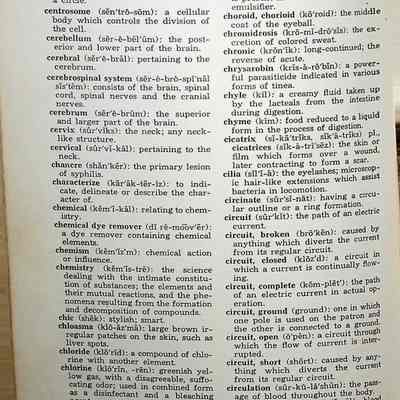 centrosome (sĕn´trō-sōm): a cellular
body which controls the division of
the cell.
cerebellum (sĕr-ē-bĕl´ŭm): the post-
erior and lower part of the brain.
cerebral (sĕr´ē-brăl): pertaining to the
cerebrum.
cerebrospinal system (sĕr-ē-brō-spī´năl
sĭs´tĕm): consists of the brain, spinal
cord, spinal nerves and the cranial
nerves.
cerebrum (sĕr´ē-brŭm): the superior
and larger part of the brain.
cervix (sûr´vĭks): the neck; any neck-
like structure.
cervical (sûr´vĭ-kăl): pertaining to the
neck.
chancre (shăn´kēr): the primary lesion
of syphilis.
characterize (kăr´ăk-tēr-īz): to indi-
cate, delineate or describe the char-
acter of.
chemical (kĕm´ĭ-kăl): relating to chem-
istry.
chemical dye remover (dī rē-mōōv´ēr):
a dye remover containing chemical
elements.
chemism (kĕm´ĭz´m): chemical action
or influence.
chemistry (kĕm´ĭs-trē): the science
dealing with the intimate constitu-
tion of substances; the elements and
their mutual reactions, and the phe-
nomena resulting from the formation
and decomposition of compounds.
chic (shēk): stylish; smart.
chloasma (klō-ăz´mă): large brown ir-
regular patches on the skin, such as
liver spots.
chloride (klō´rīd): a compound of chlo-
rine with another element.
chlorine (klō´rĭn, -rēn): greenish yel-
low gas, with a disagreeable, suffo-
cating odor; used in combined form
as a disinfectant and a bleaching
emulsifier.
choroid, chorioid (kō´roid): the middle
coat of the eyeball.
chromidrosis (krō-mĭ-drō´sĭs): the ex-
cretion of colored sweat.
chronic (krŏn´ĭk): long-continued; the
reverse of acute.
chrysarobin (krĭs-ă-rō´bĭn): a power-
ful parasiticide indicated in various
forms of tinea.
chyle (kīl): a creamy fluid taken up
by the lacteals from the intestine
during digestion.
chyme (kīm): food reduced to a liquid
form in the process of digestion.
cicatrix (sĭ-kā´trĭks, sĭk´ă-trĭx) pl.,
cicatrices (sĭk-ă-trī´sēz): the skin or
film which forms over a wound,
later contracting to form a scar.
cilia (sĭl´ĭ-ă): the eyelashes; microscop-
ic hair-like extensions which assist
bacteria in locomotion.
circinate (sûr´sĭ-nāt): having a circu-
lar outline or a ring formation.
circuit (sûr´kĭt): the path of an electric
current.
circuit, broken (brō´kĕn): caused by
anything which diverts the current
from its regular circuit.
circuit, closed (klōz´d): a circuit in
which a current is continually flow-
ing.
circuit, complete (kŏm-plēt´): the path
of an electric current in actual op-
eration.
circuit, ground (ground): one in which
one pole is used on the patron and
the other is connected to a ground.
circuit, open (ō´p´n): a circuit through
which the flow of current is inter-
rupted.
circuit, short (shôrt): caused by any-
thing which diverts the current
from its regular circuit.
circulation (sûr-kū-lā´shŭn): the pas-
sage of blood throughout the body.